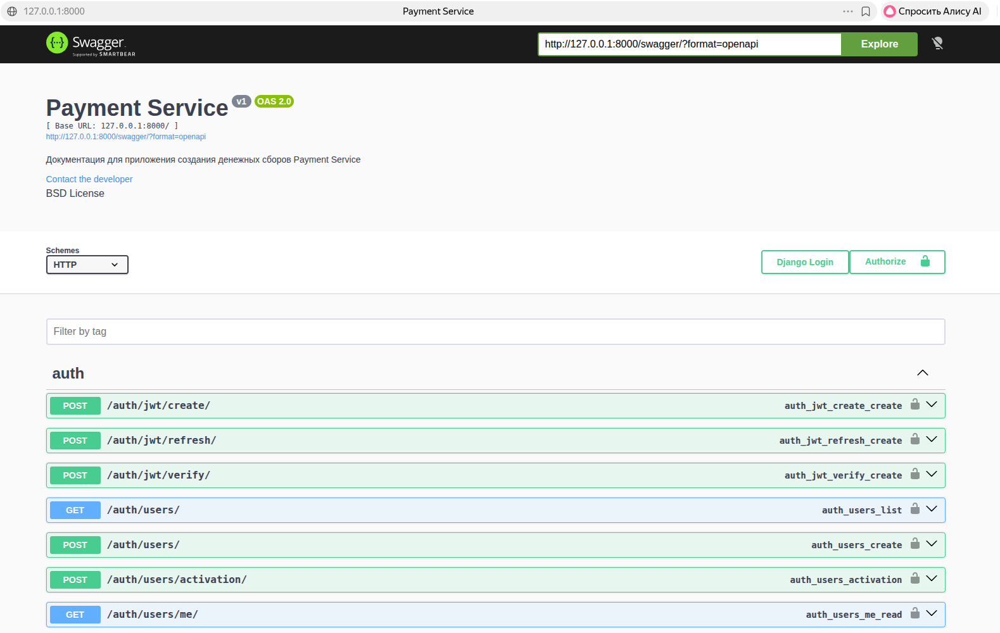 127.0.0.1:8000 Payment Service Спросить Алису AI
Swagger
Supported by SMARTBEAR
http://127.0.0.1:8000/swagger/?format=openapi Explore
Payment Service v1 OAS 2.0
[ Base URL: 127.0.0.1:8000/ ]
http://127.0.0.1:8000/swagger/?format=openapi
Документация для приложения создания денежных сборов Payment Service
Contact the developer
BSD License
Schemes
HTTP Django Login Authorize
Filter by tag
auth
POST /auth/jwt/create/ auth_jwt_create_create
POST /auth/jwt/refresh/ auth_jwt_refresh_create
POST /auth/jwt/verify/ auth_jwt_verify_create
GET /auth/users/ auth_users_list
POST /auth/users/ auth_users_create
POST /auth/users/activation/ auth_users_activation
GET /auth/users/me/ auth_users_me_read